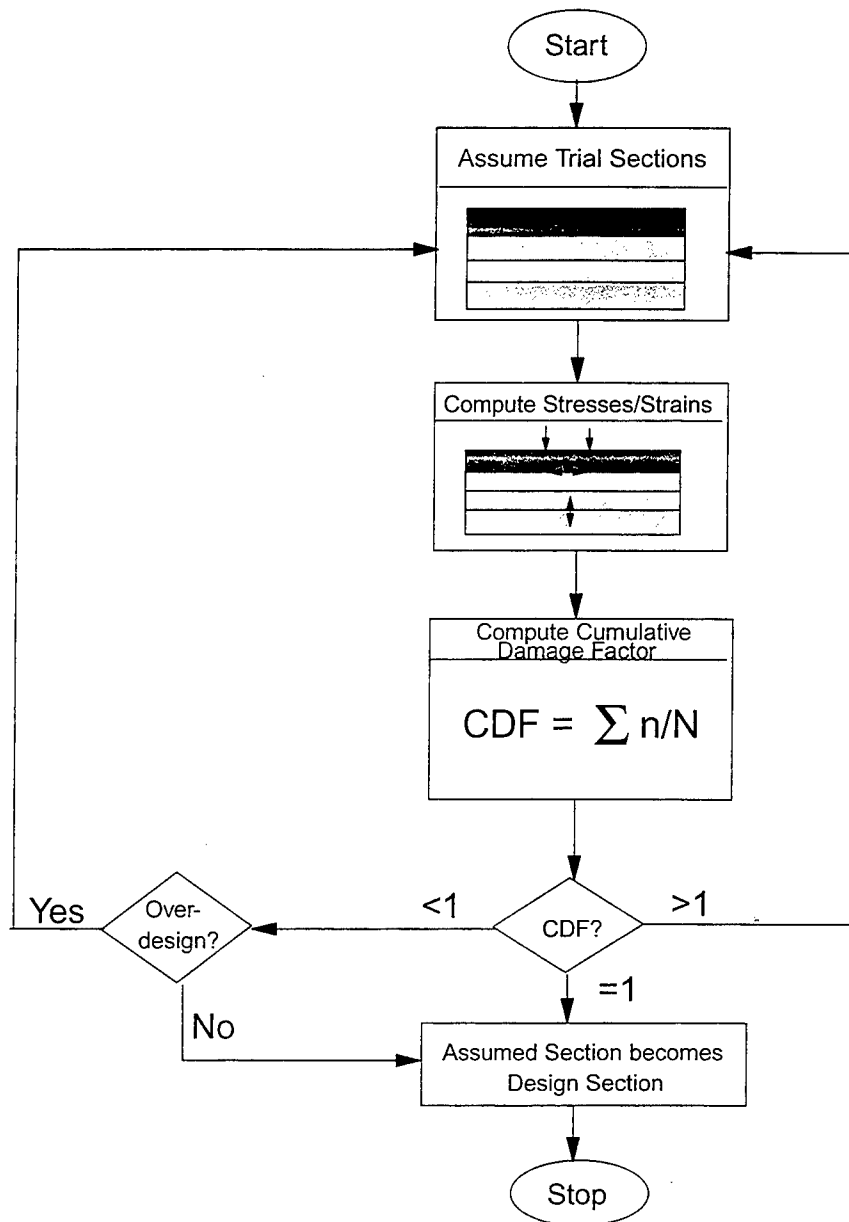 Start
Assume Trial Sections
Compute Stresses/Strains
Compute Cumulative
Damage Factor
CDF = ∑ n/N
Yes
Over-
design?
<1
CDF?
>1
=1
No
Assumed Section becomes
Design Section
Stop